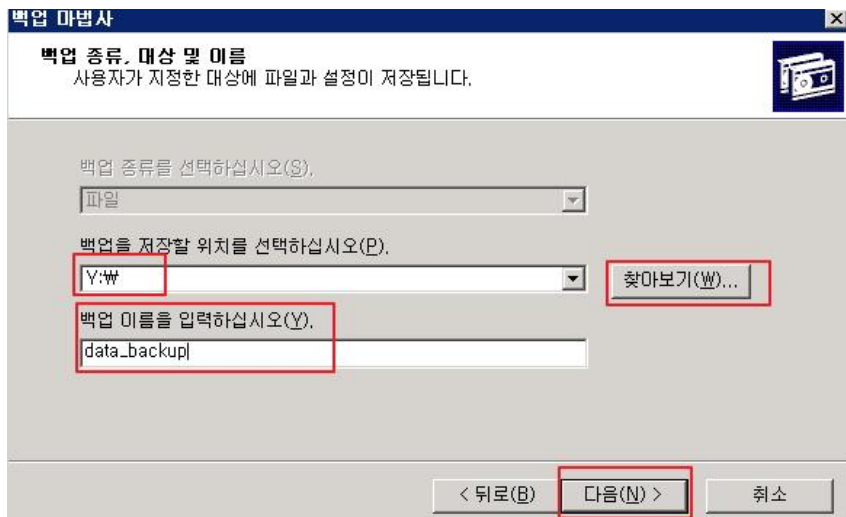 백업 마법사
백업 종류, 대상 및 이름
사용자가 지정한 대상에 파일과 설정이 저장됩니다.
백업 종류를 선택하십시오(S).
파일
백업을 저장할 위치를 선택하십시오(P).
Y:₩
찾아보기(W)...
백업 이름을 입력하십시오(Y).
data_backup
< 뒤로(B)
다음(N) >
취소